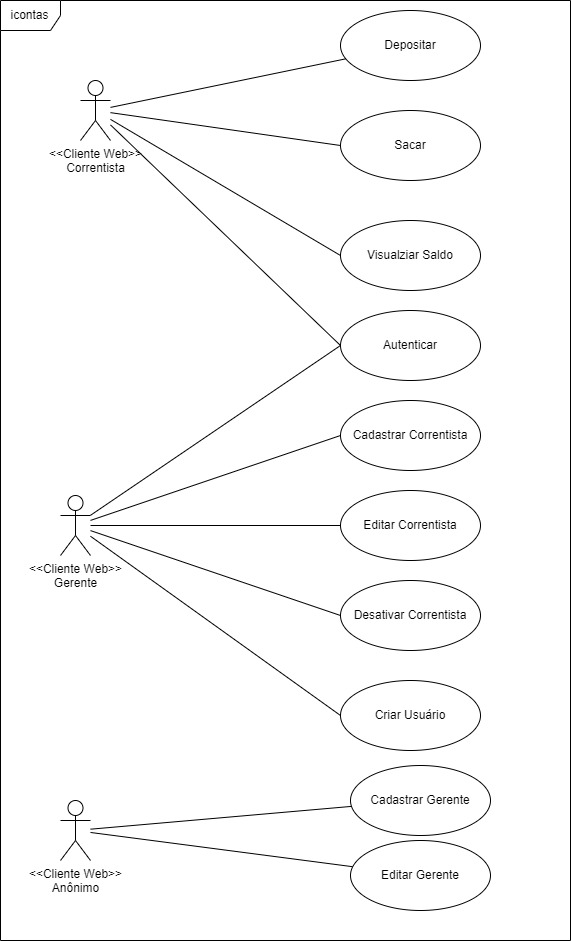 icontas
Depositar
<<Cliente Web>>
Correntista
Sacar
Visualziar Saldo
Autenticar
Cadastrar Correntista
<<Cliente Web>>
Gerente
Editar Correntista
Desativar Correntista
Criar Usuário
<<Cliente Web>>
Anônimo
Cadastrar Gerente
Editar Gerente